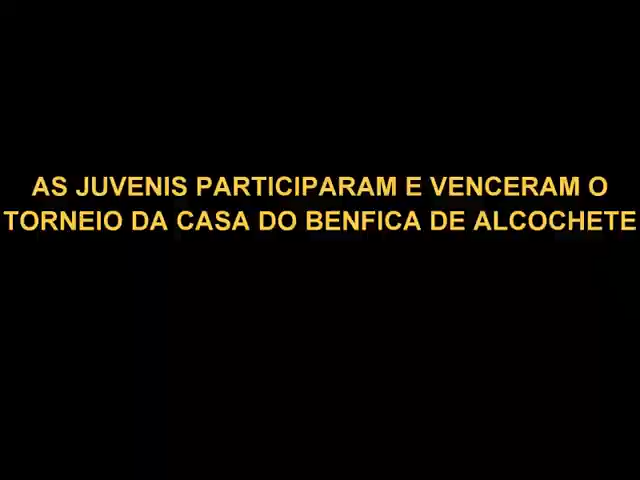 AS JUVENIS PARTICIPARAM E VENCERAM O
TORNEIO DA CASA DO BENFICA DE ALCOCHETE